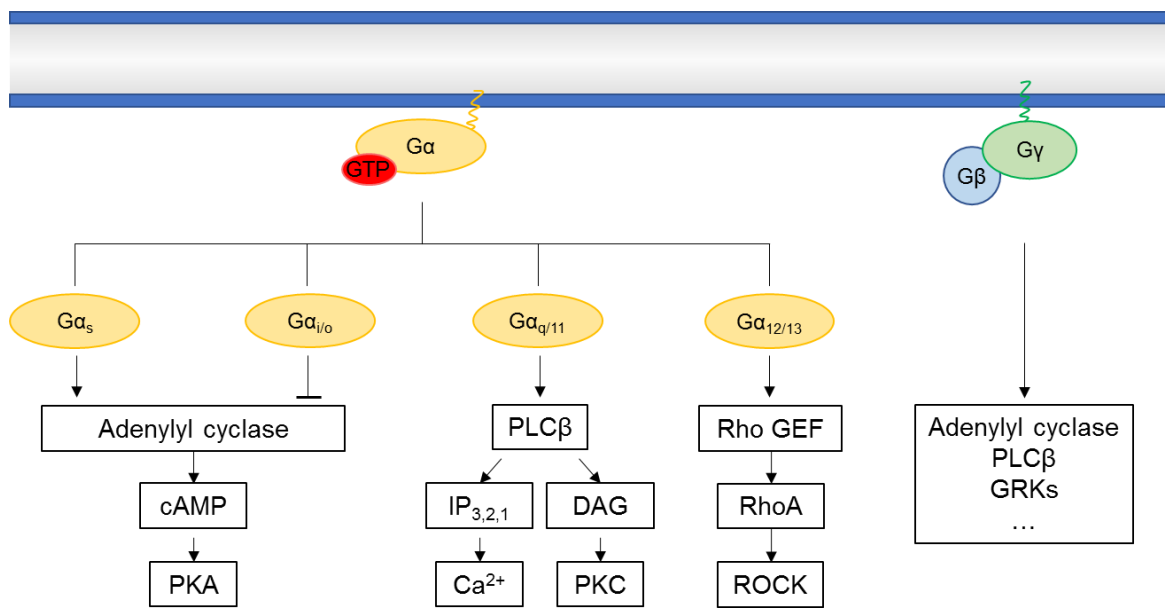 Gα
GTP
Gγ
Gβ
Gαs
Gαi/o
Gαq/11
Gα12/13
Adenylyl cyclase
PLCβ
Rho GEF
Adenylyl cyclase
PLCβ
GRKs
...
cAMP
IP3,2,1
DAG
RhoA
PKA
Ca2+
PKC
ROCK